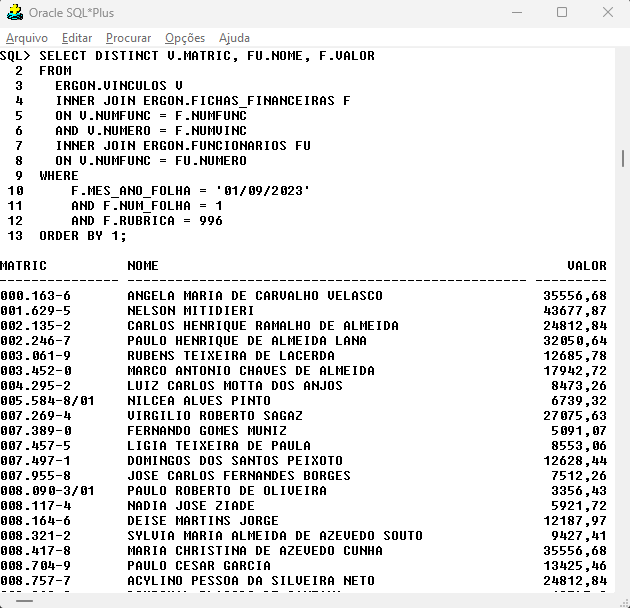 Oracle SQL*Plus
Arquivo Editar Procurar Opções Ajuda
SQL> SELECT DISTINCT V.MATRIC, FU.NOME, F.VALOR
  2  FROM
  3    ERGON.VINCULOS V
  4    INNER JOIN ERGON.FICHAS_FINANCEIRAS F
  5    ON V.NUMFUNC = F.NUMFUNC
  6    AND V.NUMERO = F.NUMVINC
  7    INNER JOIN ERGON.FUNCIONARIOS FU
  8    ON V.NUMFUNC = FU.NUMERO
  9  WHERE
 10      F.MES_ANO_FOLHA = '01/09/2023'
 11      AND F.NUM_FOLHA = 1
 12      AND F.RUBRICA = 996
 13  ORDER BY 1;
MATRIC          NOME                                                   VALOR
--------------- -------------------------------------------------- ---------
000.163-6       ANGELA MARIA DE CARVALHO VELASCO                    35556,68
001.629-5       NELSON MITIDIERI                                    43677,87
002.135-2       CARLOS HENRIQUE RAMALHO DE ALMEIDA                  24812,84
002.246-7       PAULO HENRIQUE DE ALMEIDA LANA                      32050,64
003.061-9       RUBENS TEIXEIRA DE LACERDA                          12685,78
003.452-0       MARCO ANTONIO CHAVES DE ALMEIDA                     17942,72
004.295-2       LUIZ CARLOS MOTTA DOS ANJOS                          8473,26
005.584-8/01    NILCEA ALVES PINTO                                   6739,32
007.269-4       VIRGILIO ROBERTO SAGAZ                              27075,63
007.389-0       FERNANDO GOMES MUNIZ                                 5091,07
007.457-5       LIGIA TEIXEIRA DE PAULA                              8553,06
007.497-1       DOMINGOS DOS SANTOS PEIXOTO                         12628,44
007.955-8       JOSE CARLOS FERNANDES BORGES                         7512,26
008.090-3/01    PAULO ROBERTO DE OLIVEIRA                            3356,43
008.117-4       NADIA JOSE ZIADE                                     5921,72
008.164-6       DEISE MARTINS JORGE                                 12187,97
008.321-2       SYLVIA MARIA ALMEIDA DE AZEVEDO SOUTO                9427,41
008.417-8       MARIA CHRISTINA DE AZEVEDO CUNHA                    35556,68
008.704-9       PAULO CESAR GARCIA                                  13425,46
008.757-7       ACYLINO PESSOA DA SILVEIRA NETO                     24812,84